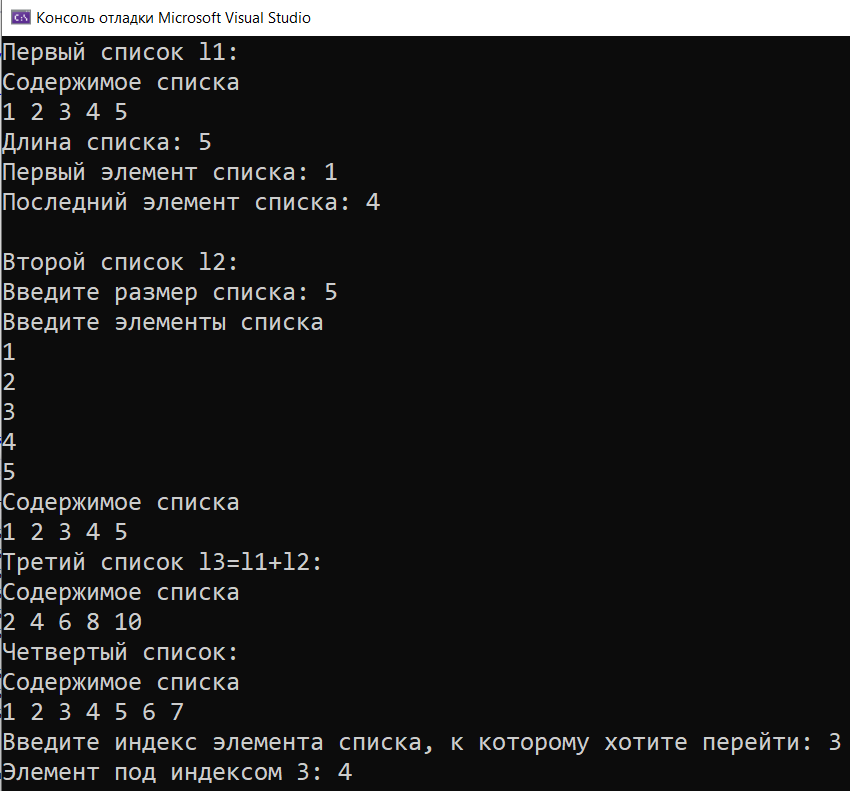 Консоль отладки Microsoft Visual Studio
Первый список l1:
Содержимое списка
1 2 3 4 5
Длина списка: 5
Первый элемент списка: 1
Последний элемент списка: 4
Второй список l2:
Введите размер списка: 5
Введите элементы списка
1
2
3
4
5
Содержимое списка
1 2 3 4 5
Третий список l3=l1+l2:
Содержимое списка
2 4 6 8 10
Четвертый список:
Содержимое списка
1 2 3 4 5 6 7
Введите индекс элемента списка, к которому хотите перейти: 3
Элемент под индексом 3: 4